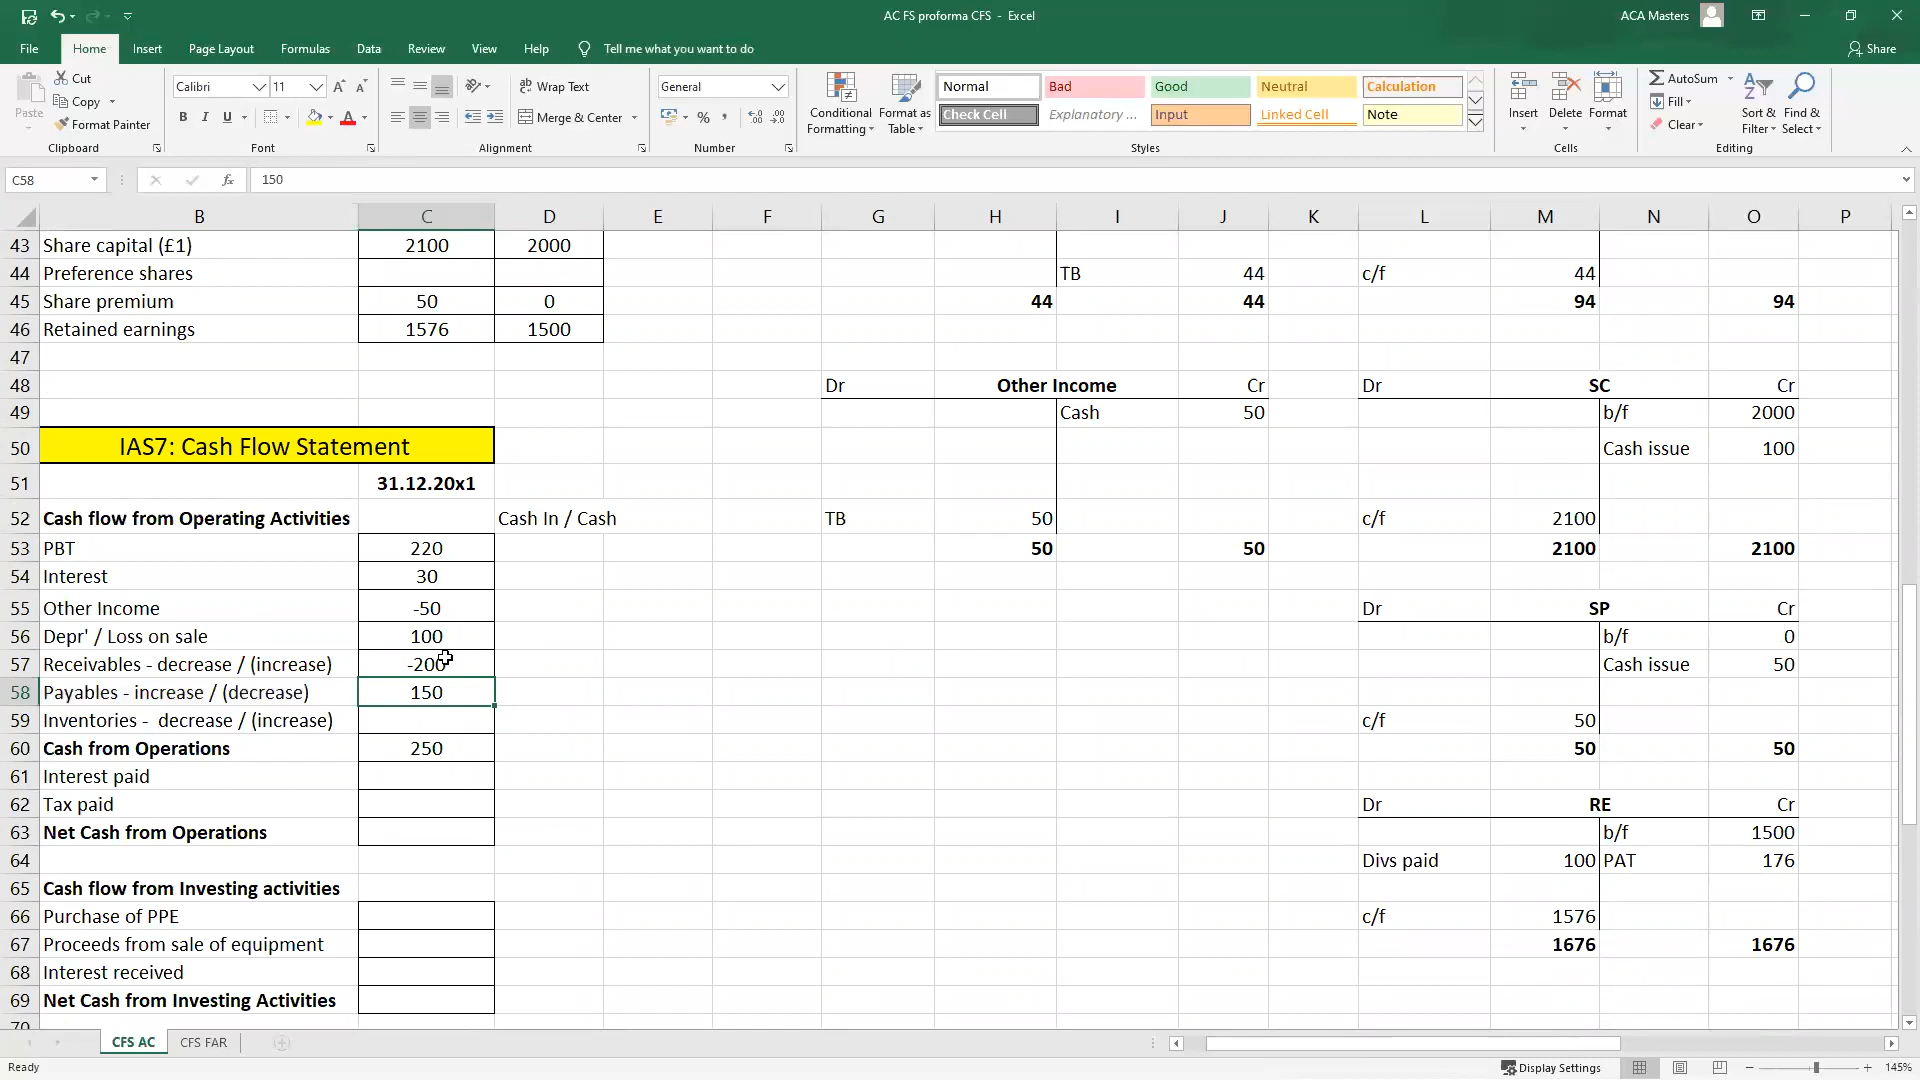 AC FS proforma CFS - Excel
ACA Masters
File Home Insert Page Layout Formulas Data Review View Help Tell me what you want to do Share
Paste Cut
Copy
Format Painter
Clipboard
Calibri 11 A A
B I U A
Font
Wrap Text
Merge & Center
Alignment
General
% ,
Number
Conditional Formatting
Format as Table
Normal Bad Good Neutral Calculation
Check Cell Explanatory ... Input Linked Cell Note
Styles
Insert Delete Format
Cells
AutoSum
Fill
Clear
Sort & Filter
Find & Select
Editing
C58 fx 150
B C D E F G H I J K L M N O P
43 Share capital (£1) 2100 2000
44 Preference shares TB 44 c/f 44
45 Share premium 50 0 44 44 94 94
46 Retained earnings 1576 1500
47
48 Dr Other Income Cr Dr SC Cr
49 Cash 50 b/f 2000
50 IAS7: Cash Flow Statement Cash issue 100
51 31.12.20x1
52 Cash flow from Operating Activities Cash In / Cash TB 50 c/f 2100
53 PBT 220 50 50 2100 2100
54 Interest 30
55 Other Income -50 Dr SP Cr
56 Depr' / Loss on sale 100 b/f 0
57 Receivables - decrease / (increase) -200 Cash issue 50
58 Payables - increase / (decrease) 150
59 Inventories - decrease / (increase) c/f 50
60 Cash from Operations 250 50 50
61 Interest paid
62 Tax paid Dr RE Cr
63 Net Cash from Operations b/f 1500
64 Divs paid 100 PAT 176
65 Cash flow from Investing activities
66 Purchase of PPE c/f 1576
67 Proceeds from sale of equipment 1676 1676
68 Interest received
69 Net Cash from Investing Activities
70
CFS AC CFS FAR
Ready Display Settings 145%